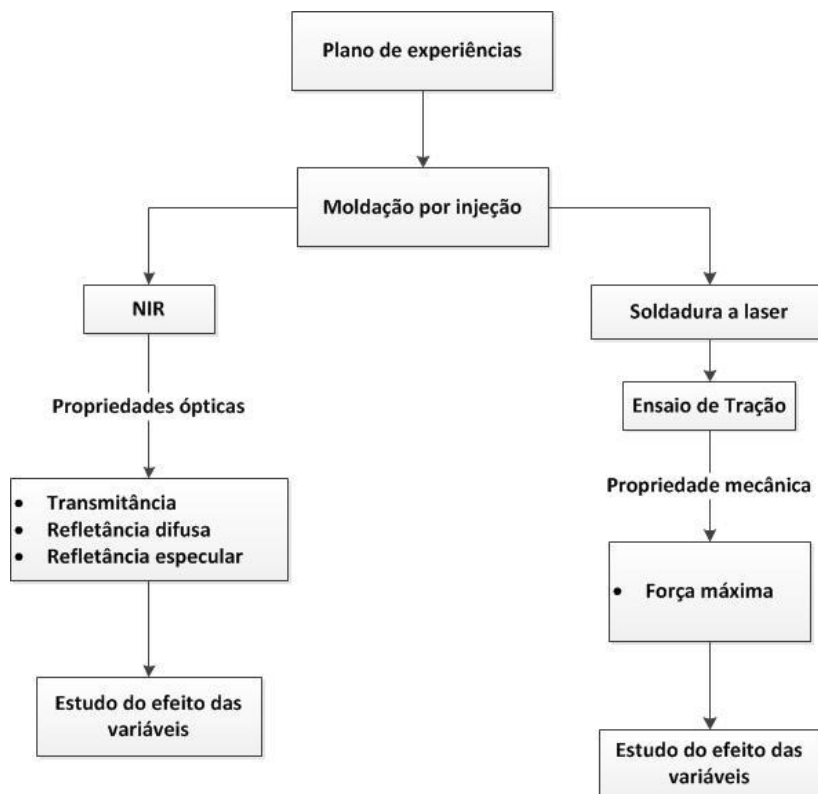 Plano de experiências
Moldação por injeção
NIR
Propriedades ópticas
• Transmitância
• Refletância difusa
• Refletância especular
Estudo do efeito das
variáveis
Soldadura a laser
Ensaio de Tração
Propriedade mecânica
• Força máxima
Estudo do efeito das
variáveis